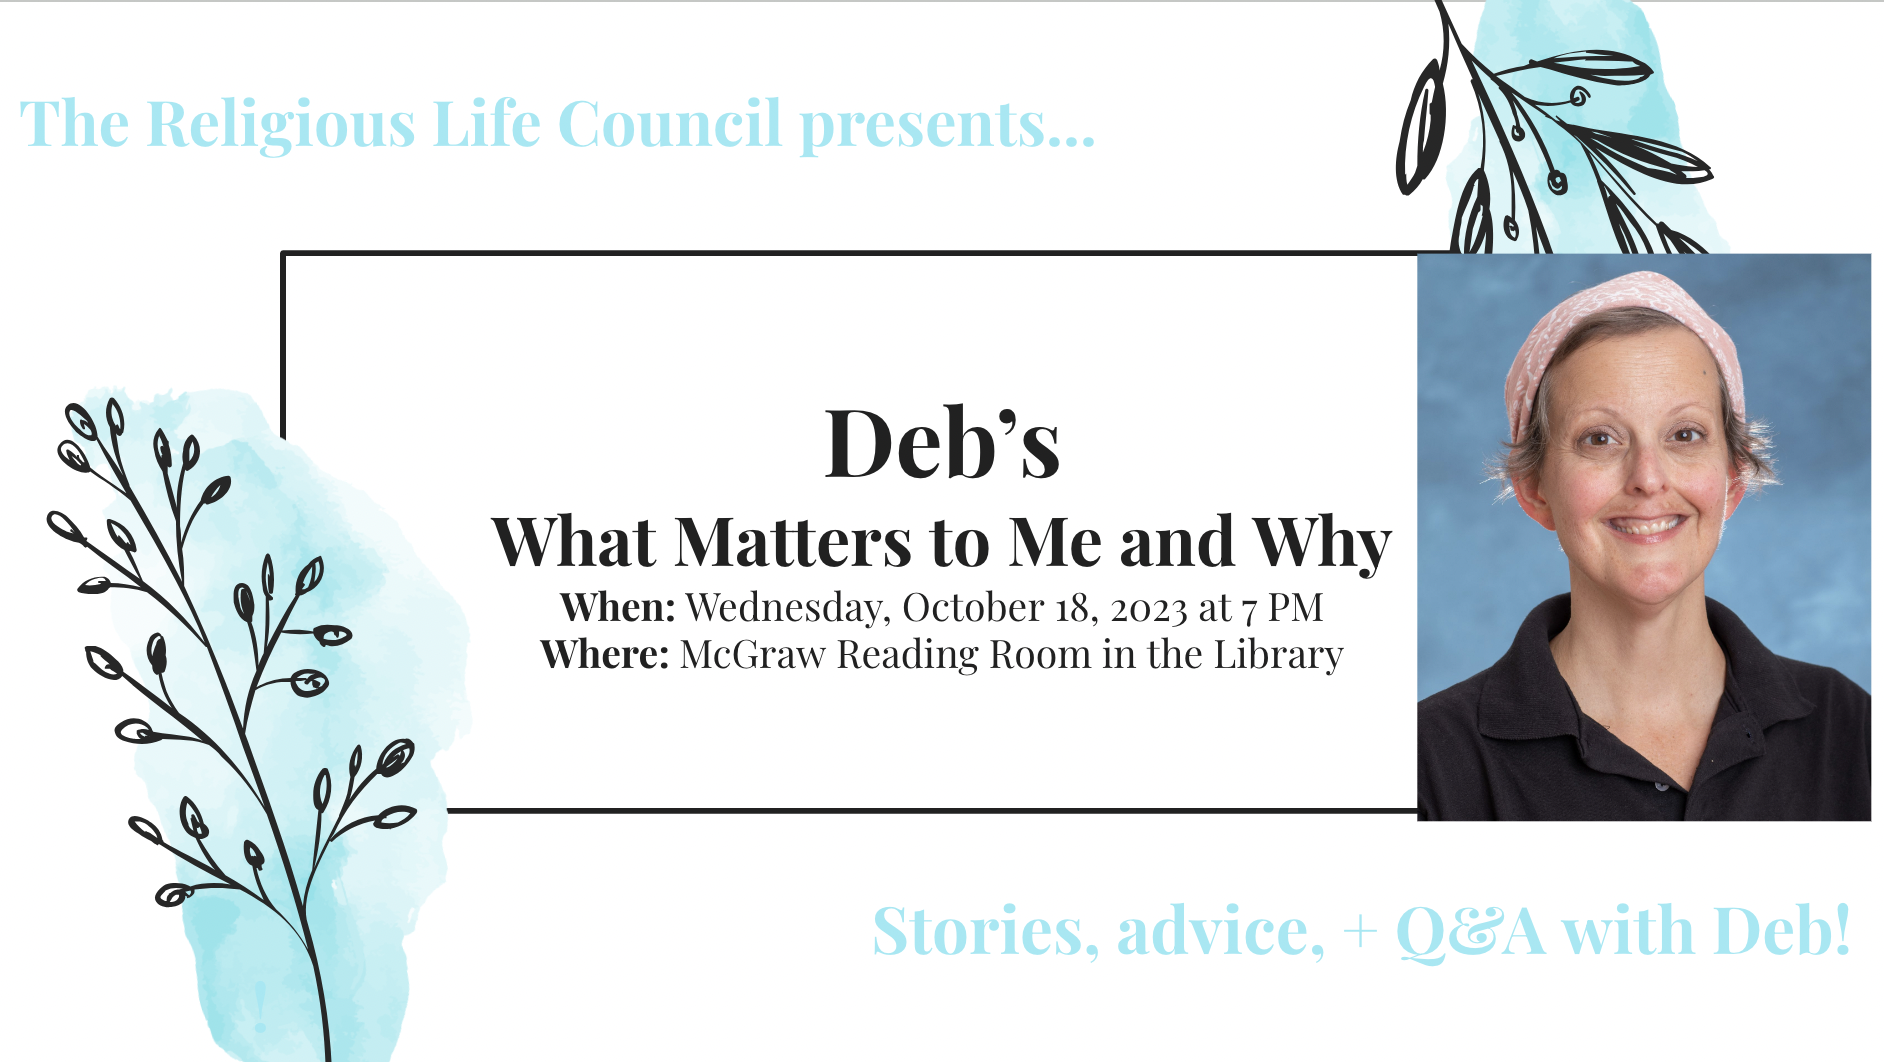 The Religious Life Council presents...
Deb’s
What Matters to Me and Why
When: Wednesday, October 18, 2023 at 7 PM
Where: McGraw Reading Room in the Library
Stories, advice, + Q&A with Deb!
!